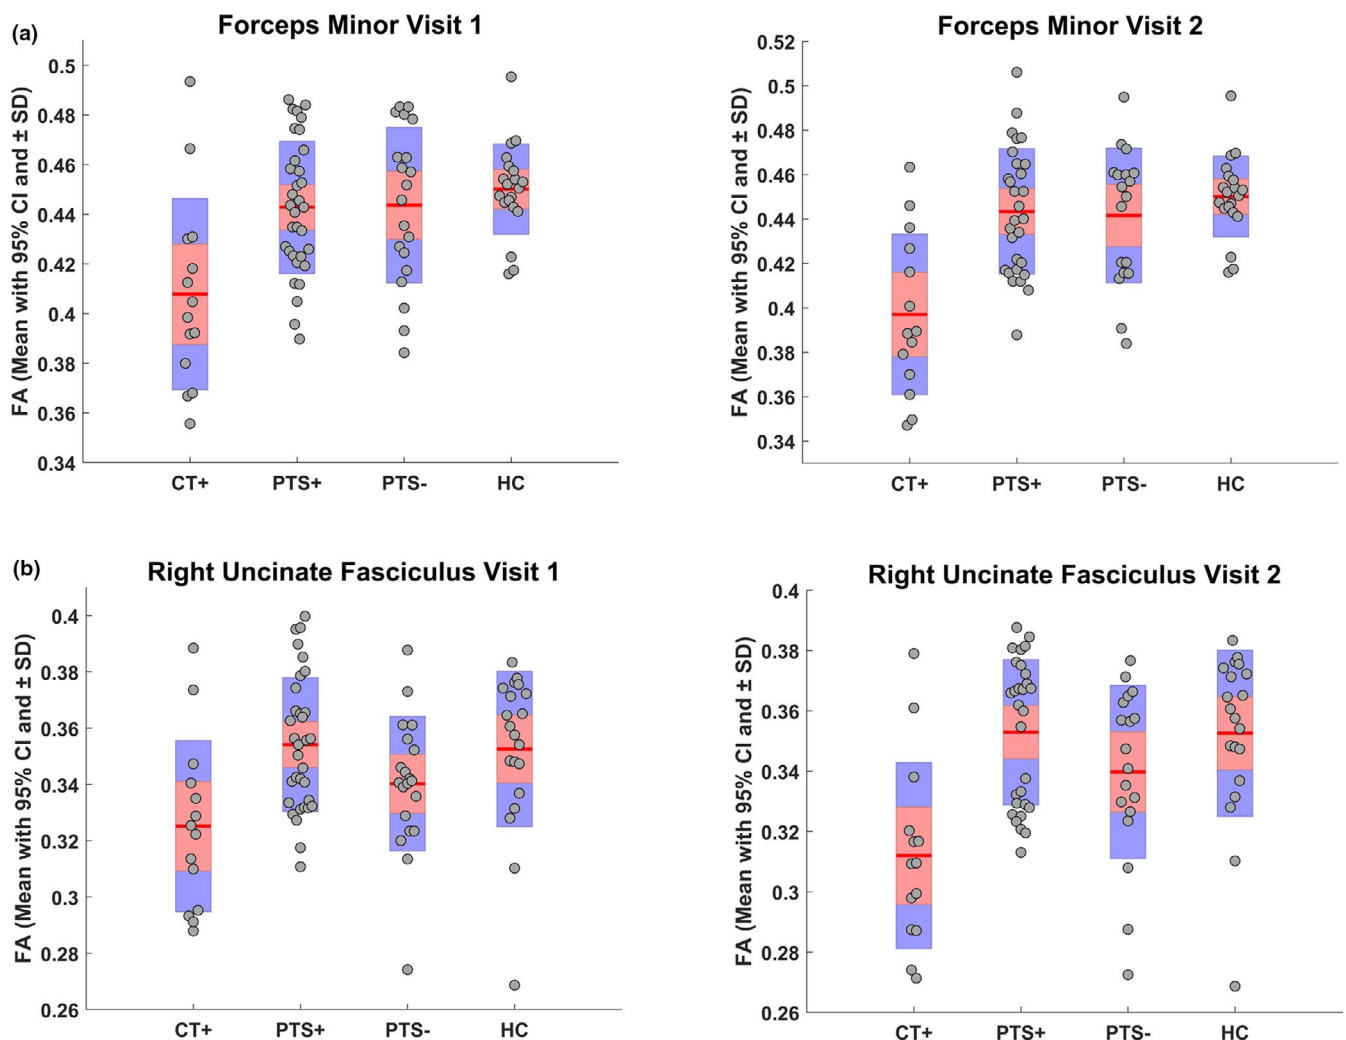 (a)
Forceps Minor Visit 1
FA (Mean with 95% CI and ± SD)
0.5
0.48
0.46
0.44
0.42
0.4
0.38
0.36
0.34
CT+ PTS+ PTS- HC
Forceps Minor Visit 2
FA (Mean with 95% CI and ± SD)
0.52
0.5
0.48
0.46
0.44
0.42
0.4
0.38
0.36
0.34
CT+ PTS+ PTS- HC
(b)
Right Uncinate Fasciculus Visit 1
FA (Mean with 95% CI and ± SD)
0.4
0.38
0.36
0.34
0.32
0.3
0.28
0.26
CT+ PTS+ PTS- HC
Right Uncinate Fasciculus Visit 2
FA (Mean with 95% CI and ± SD)
0.4
0.38
0.36
0.34
0.32
0.3
0.28
0.26
CT+ PTS+ PTS- HC